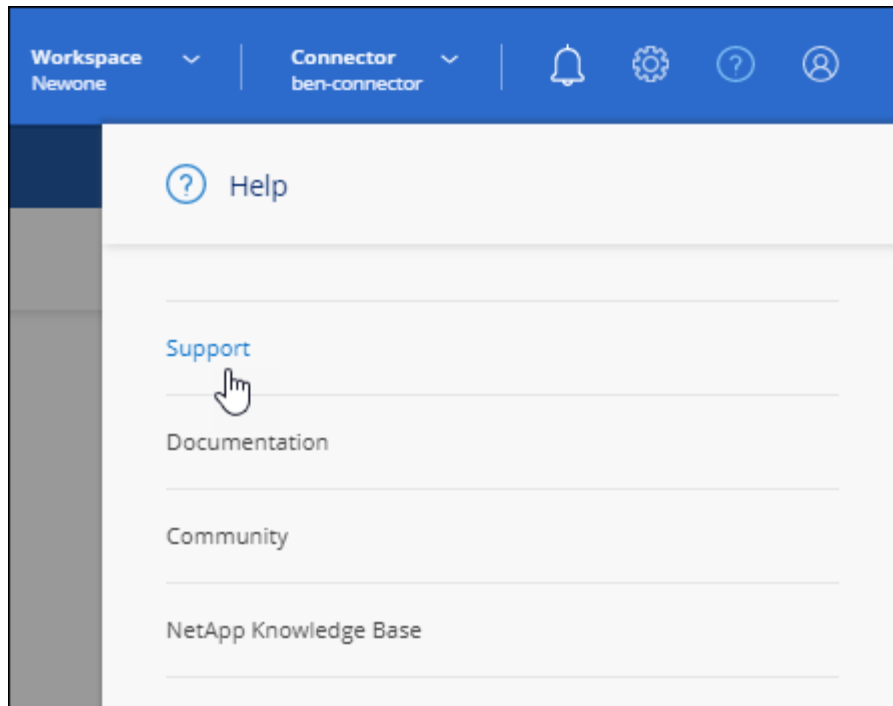 Workspace
Newone
Connector
ben-connector
Help
Support
Documentation
Community
NetApp Knowledge Base